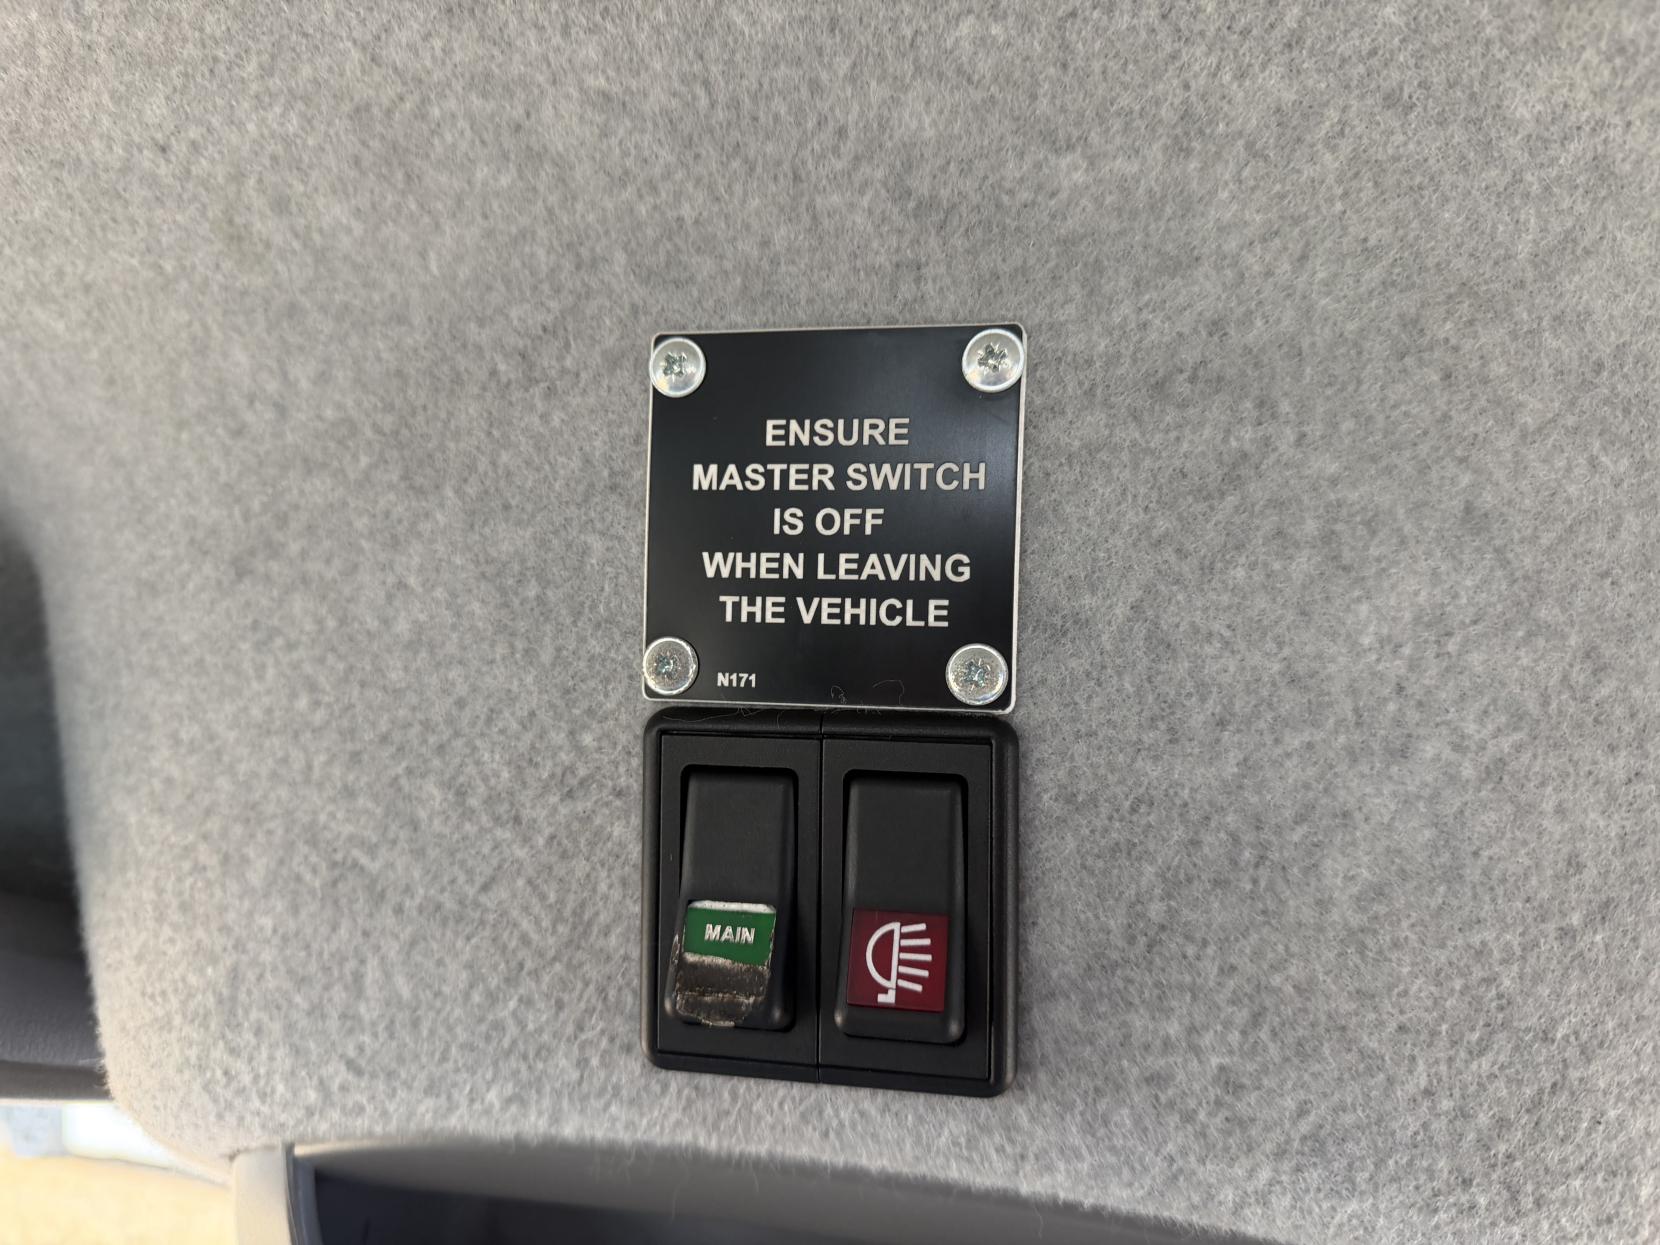 ENSURE
MASTER SWITCH
IS OFF
WHEN LEAVING
THE VEHICLE
N171
MAIN